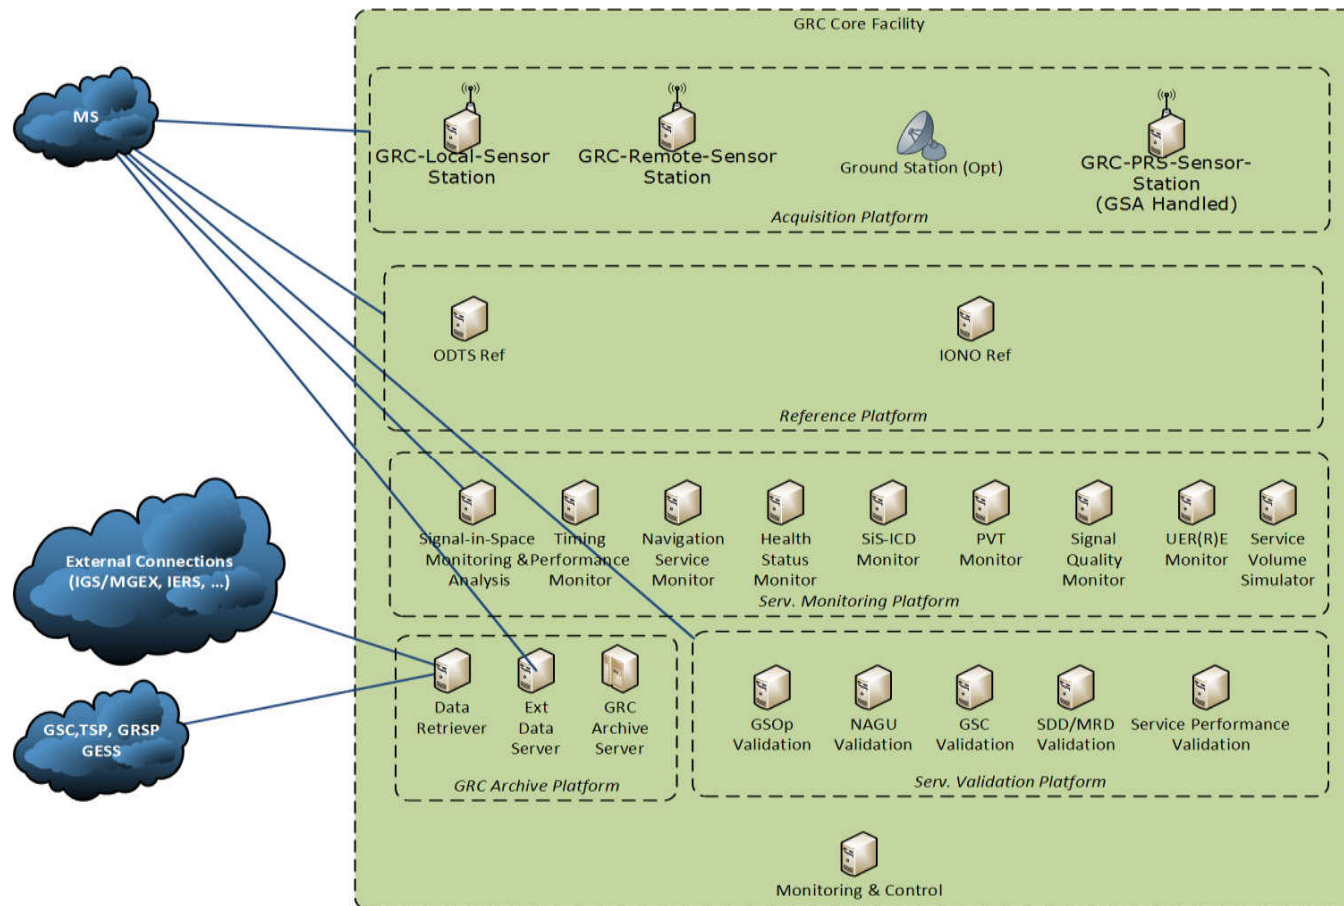 GRC Core Facility
MS
GRC-Local-Sensor
Station
GRC-Remote-Sensor
Station
Ground Station (Opt)
GRC-PRS-Sensor-
Station
(GSA Handled)
Acquisition Platform
ODTS Ref
IONO Ref
Reference Platform
Signal-in-Space
Monitoring &
Analysis
Timing
Performance
Monitor
Navigation
Service
Monitor
Health
Status
Monitor
SiS-ICD
Monitor
PVT
Monitor
Signal
Quality
Monitor
UER(R)E
Monitor
Service
Volume
Simulator
Serv. Monitoring Platform
External Connections
(IGS/MGEX, IERS, ...)
GSC,TSP, GRSP
GESS
Data
Retriever
Ext
Data
Server
GRC
Archive
Server
GRC Archive Platform
GSOp
Validation
NAGU
Validation
GSC
Validation
SDD/MRD
Validation
Service Performance
Validation
Serv. Validation Platform
Monitoring & Control